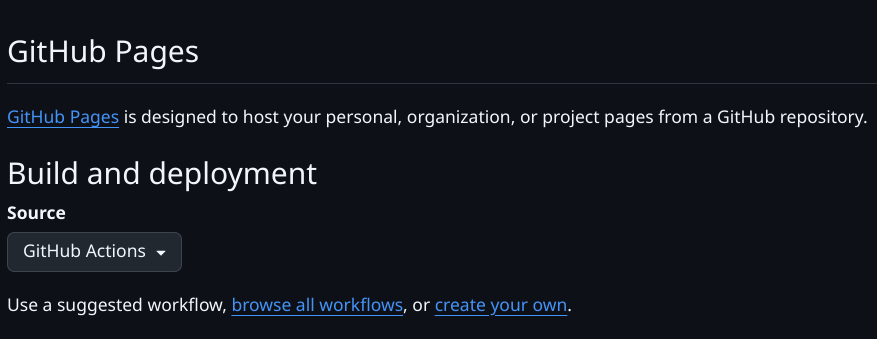 GitHub Pages
GitHub Pages is designed to host your personal, organization, or project pages from a GitHub repository.
Build and deployment
Source
GitHub Actions
Use a suggested workflow, browse all workflows, or create your own.